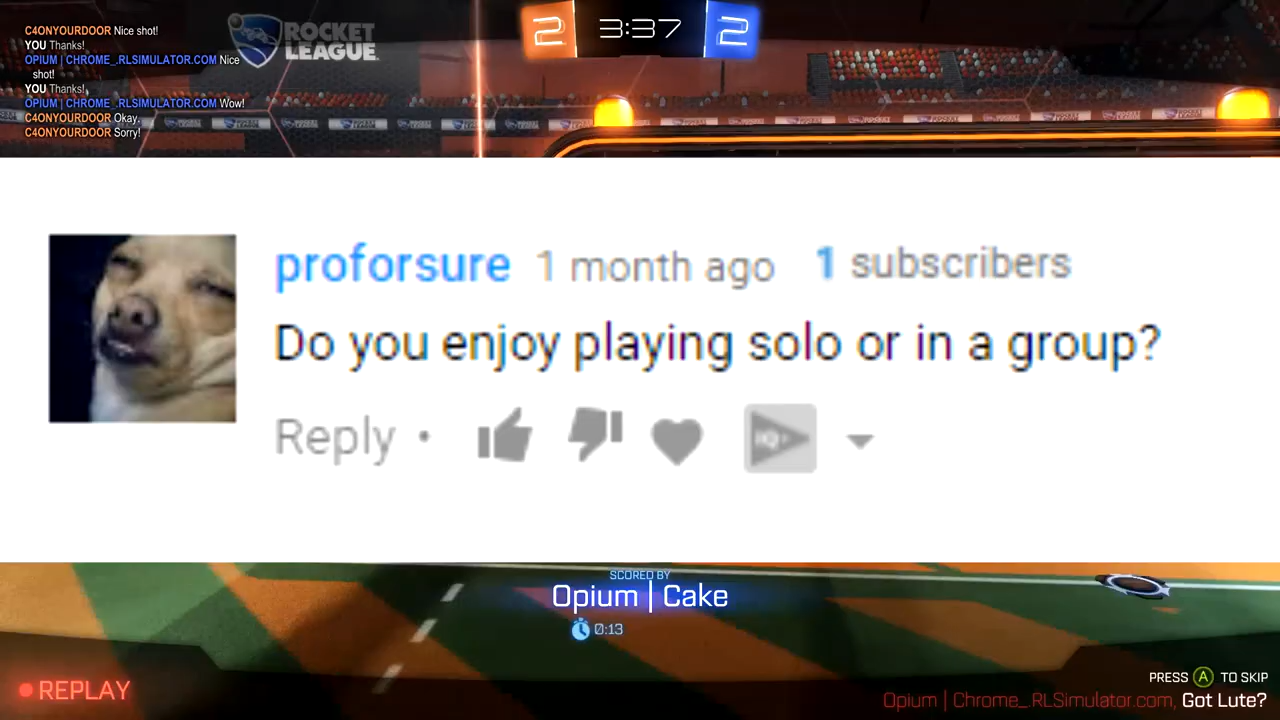 C4ONYOURDOOR Nice shot!
YOU Thanks!
OPIUM | CHROME_.RLSIMULATOR.COM Nice
shot!
YOU Thanks!
OPIUM | CHROME_.RLSIMULATOR.COM Wow!
C4ONYOURDOOR Okay.
C4ONYOURDOOR Sorry!
ROCKET
LEAGUE
2 3:37 2
proforsure 1 month ago 1 subscribers
Do you enjoy playing solo or in a group?
Reply •
IQ
SCORED BY
Opium | Cake
0:13
REPLAY
PRESS A TO SKIP
Opium | Chrome_.RLSimulator.com, Got Lute?